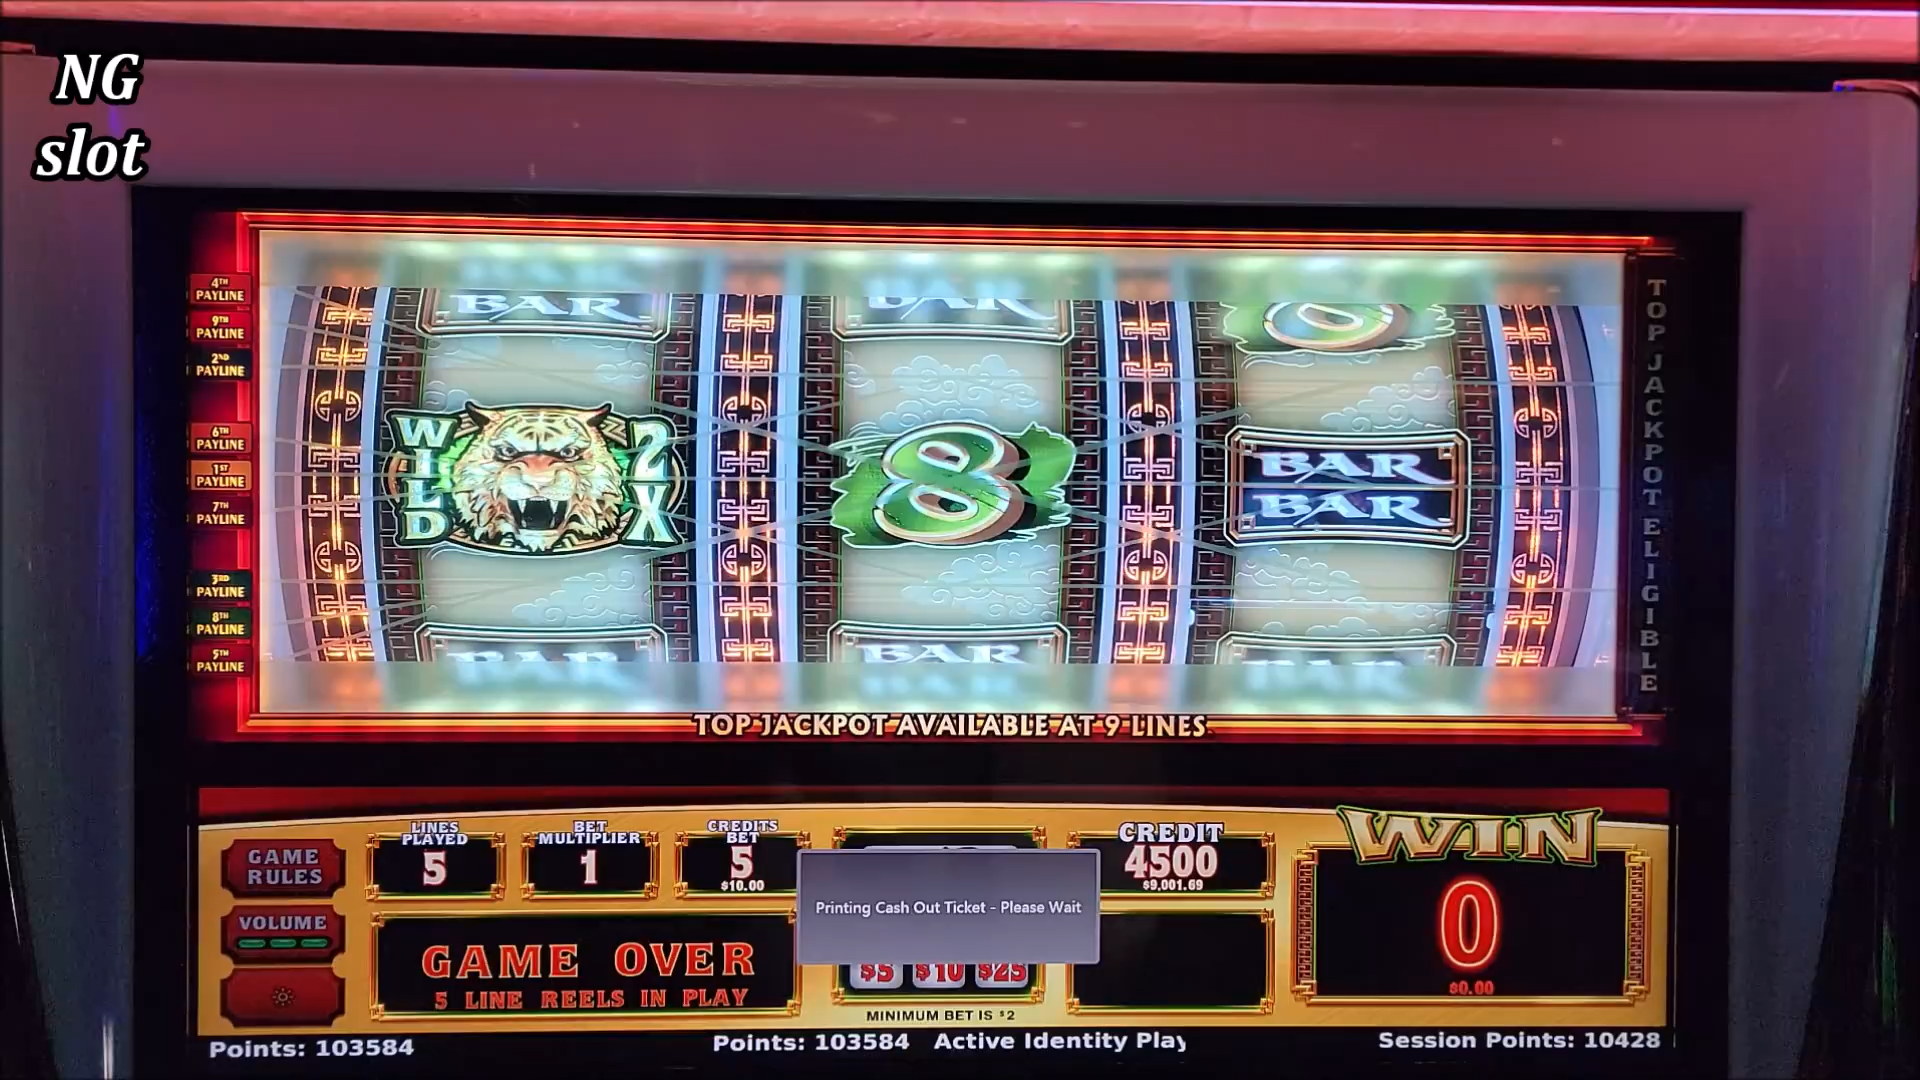 NG
slot
4TH
PAYLINE
9TH
PAYLINE
2ND
PAYLINE
6TH
PAYLINE
1ST
PAYLINE
7TH
PAYLINE
3RD
PAYLINE
8TH
PAYLINE
5TH
PAYLINE
BAR
BAR
WILD
2X
8
BAR
BAR
BAR
BAR
BAR
TOP JACKPOT ELIGIBLE
TOP JACKPOT AVAILABLE AT 9 LINES
GAME
RULES
VOLUME
LINES
PLAYED
5
BET
MULTIPLIER
1
CREDITS
BET
5
$10.00
CREDIT
4500
$9,001.69
WIN
0
$0.00
Printing Cash Out Ticket - Please Wait
GAME OVER
5 LINE REELS IN PLAY
$5 $10 $25
MINIMUM BET IS $2
Points: 103584
Points: 103584 Active Identity Play
Session Points: 10428